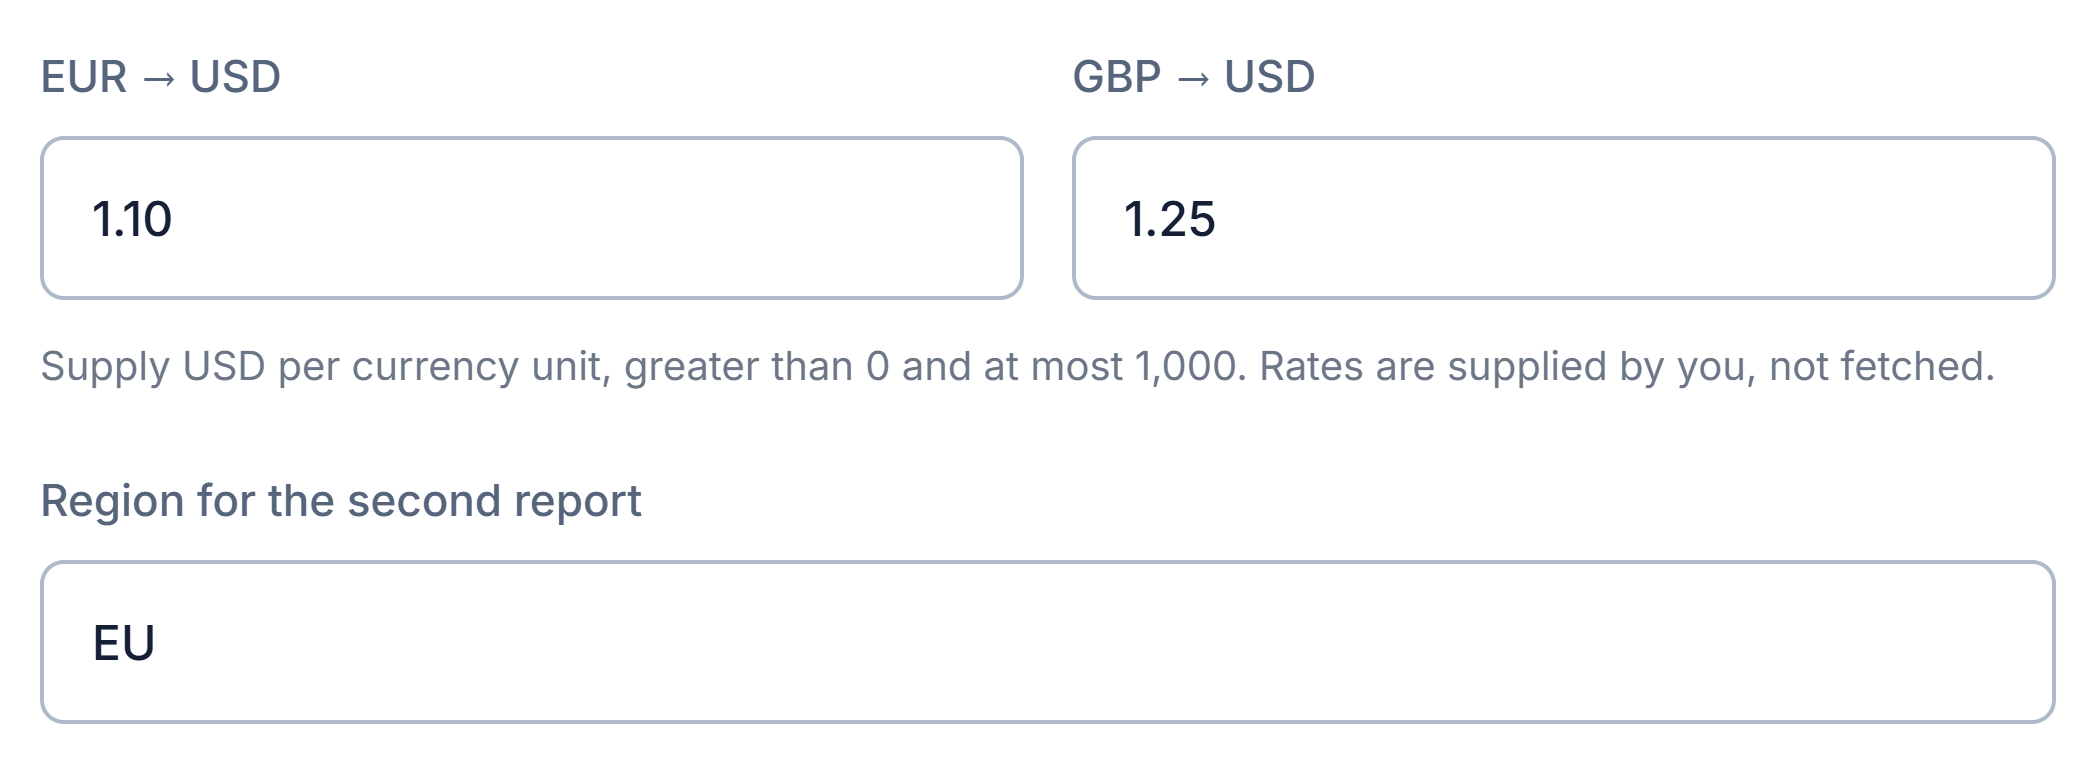 EUR → USD
GBP → USD
1.10
1.25
Supply USD per currency unit, greater than 0 and at most 1,000. Rates are supplied by you, not fetched.
Region for the second report
EU